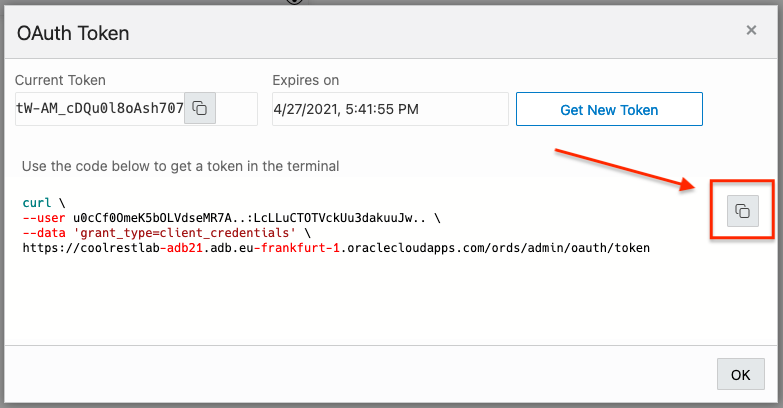 OAuth Token
Current Token
Expires on
tW-AM_cDQu0l8oAsh707
4/27/2021, 5:41:55 PM
Get New Token
Use the code below to get a token in the terminal
curl \
--user u0cCf0OmeK5bOLVdseMR7A..:LcLLuCTOTVckUu3dakuuJw.. \
--data 'grant_type=client_credentials' \
https://coolrestlab-adb21.adb.eu-frankfurt-1.oraclecloudapps.com/ords/admin/oauth/token
OK